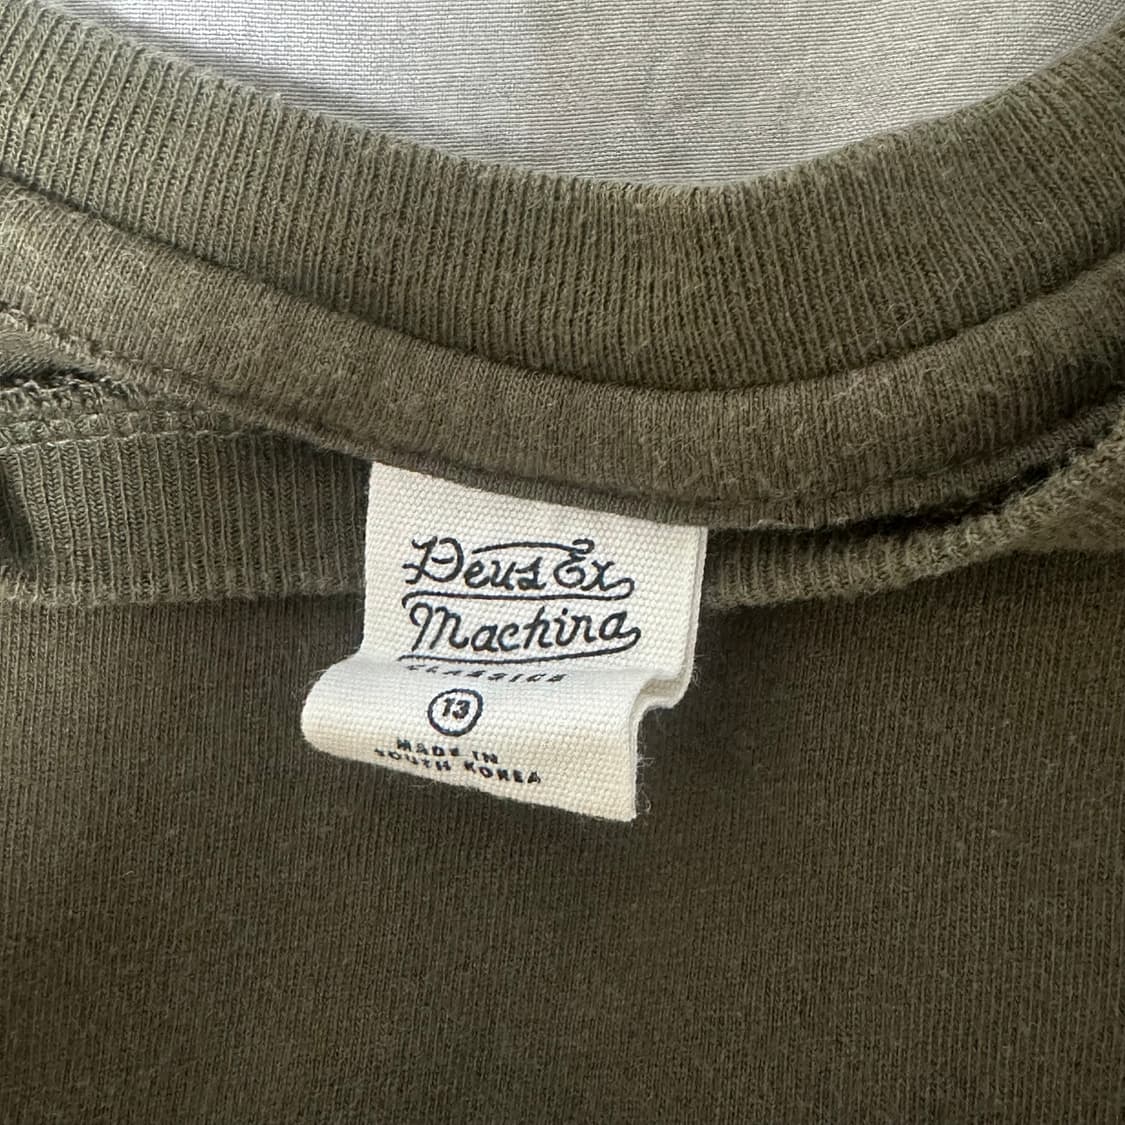 Deus Ex
Machina
CLASSICS
13
MADE IN
SOUTH KOREA